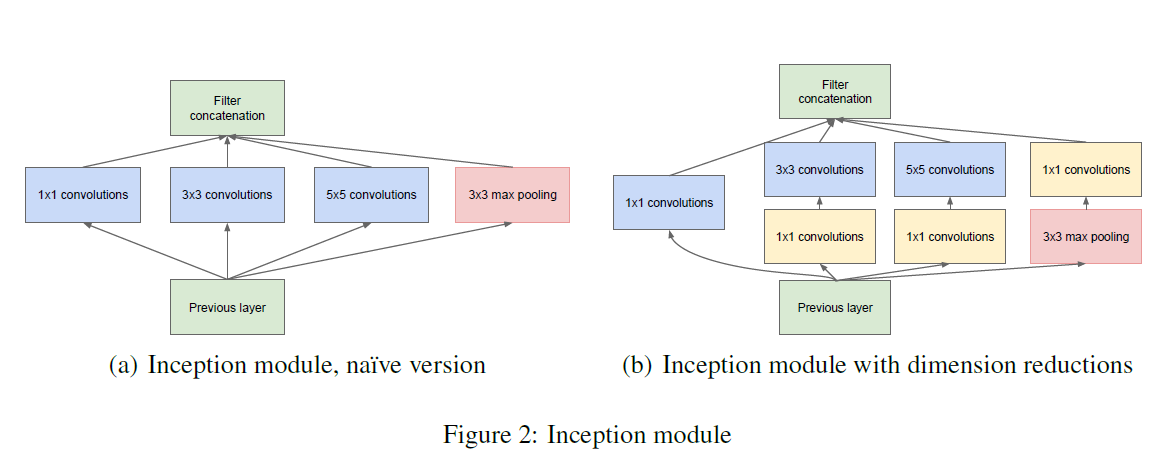 Filter
concatenation
1x1 convolutions
3x3 convolutions
5x5 convolutions
3x3 max pooling
Previous layer
(a) Inception module, naïve version
Filter
concatenation
1x1 convolutions
3x3 convolutions
5x5 convolutions
1x1 convolutions
1x1 convolutions
1x1 convolutions
3x3 max pooling
Previous layer
(b) Inception module with dimension reductions
Figure 2: Inception module